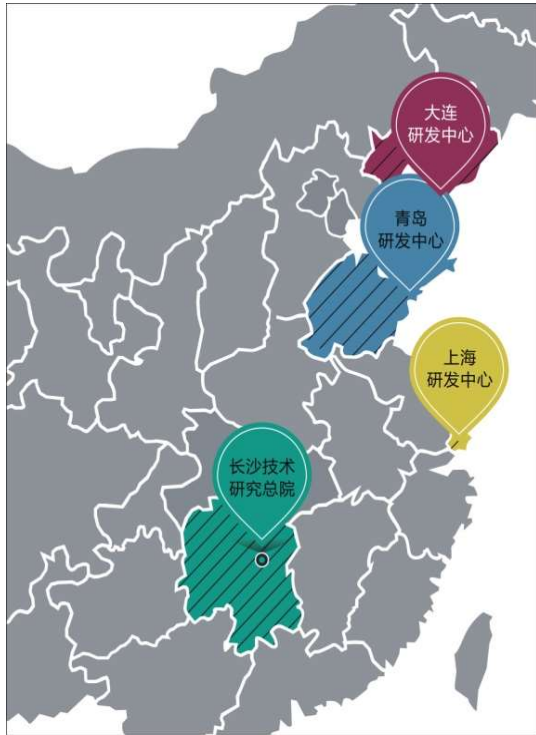 大连
研发中心
青岛
研发中心
上海
研发中心
长沙技术
研究总院